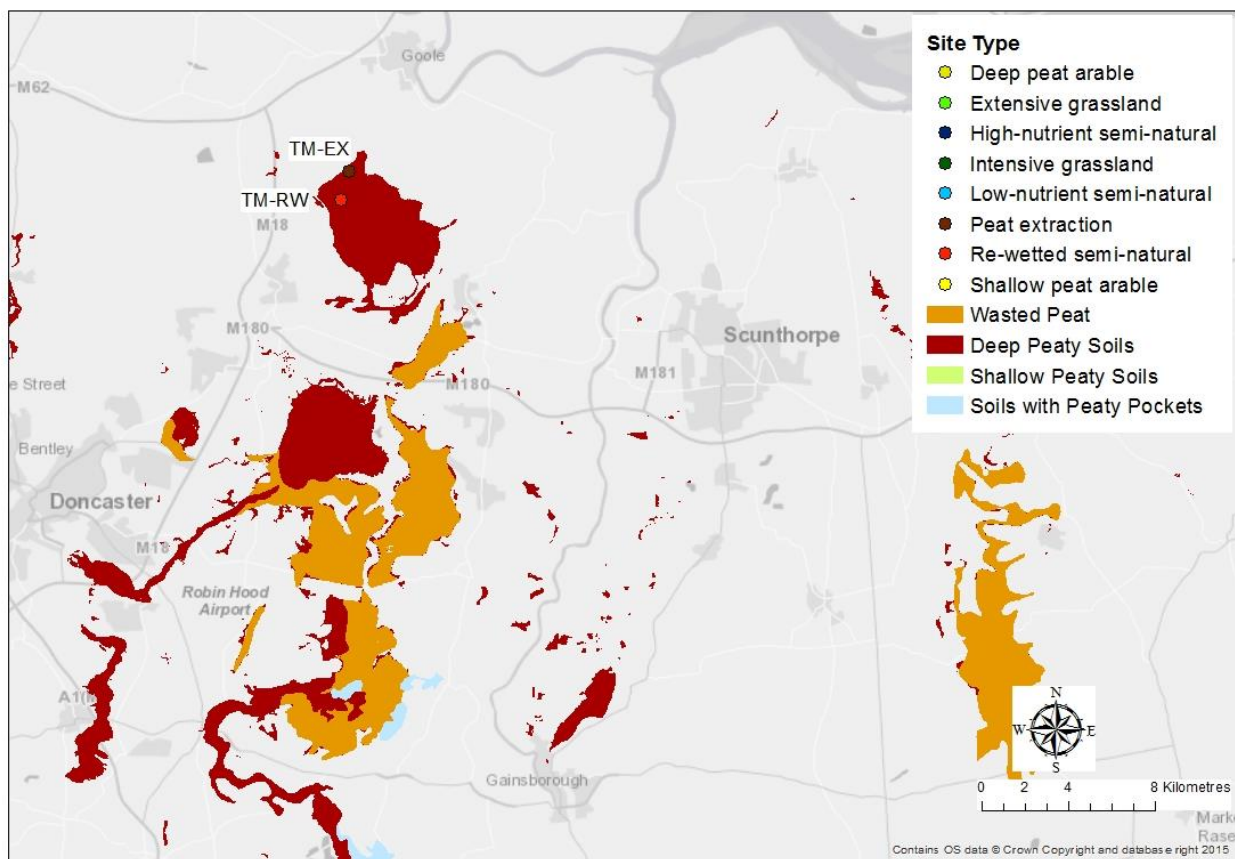 Goole
M62
TM-EX
TM-RW
M18
M180
Scunthorpe
M181
M180
e Street
Bentley
Doncaster
M18
Robin Hood
Airport
A1(M)
Gainsborough
Site Type
Deep peat arable
Extensive grassland
High-nutrient semi-natural
Intensive grassland
Low-nutrient semi-natural
Peat extraction
Re-wetted semi-natural
Shallow peat arable
Wasted Peat
Deep Peaty Soils
Shallow Peaty Soils
Soils with Peaty Pockets
N
W E
S
0 2 4 8 Kilometres
Marke
Rase
Contains OS data © Crown Copyright and database right 2015